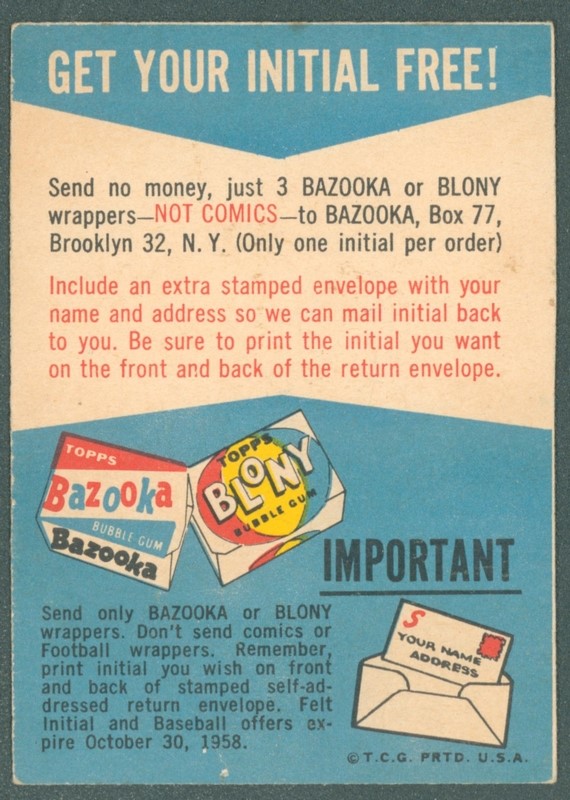 GET YOUR INITIAL FREE!
Send no money, just 3 BAZOOKA or BLONY
wrappers—NOT COMICS—to BAZOOKA, Box 77,
Brooklyn 32, N. Y. (Only one initial per order)
Include an extra stamped envelope with your
name and address so we can mail initial back
to you. Be sure to print the initial you want
on the front and back of the return envelope.
TOPPS
Bazooka
BUBBLE GUM
Bazooka
TOPPS
BLONY
BUBBLE GUM
IMPORTANT
Send only BAZOOKA or BLONY
wrappers. Don't send comics or
Football wrappers. Remember,
print initial you wish on front
and back of stamped self-ad-
dressed return envelope. Felt
Initial and Baseball offers ex-
pire October 30, 1958.
S
YOUR NAME
ADDRESS
© T.C.G. PRTD. U.S.A.